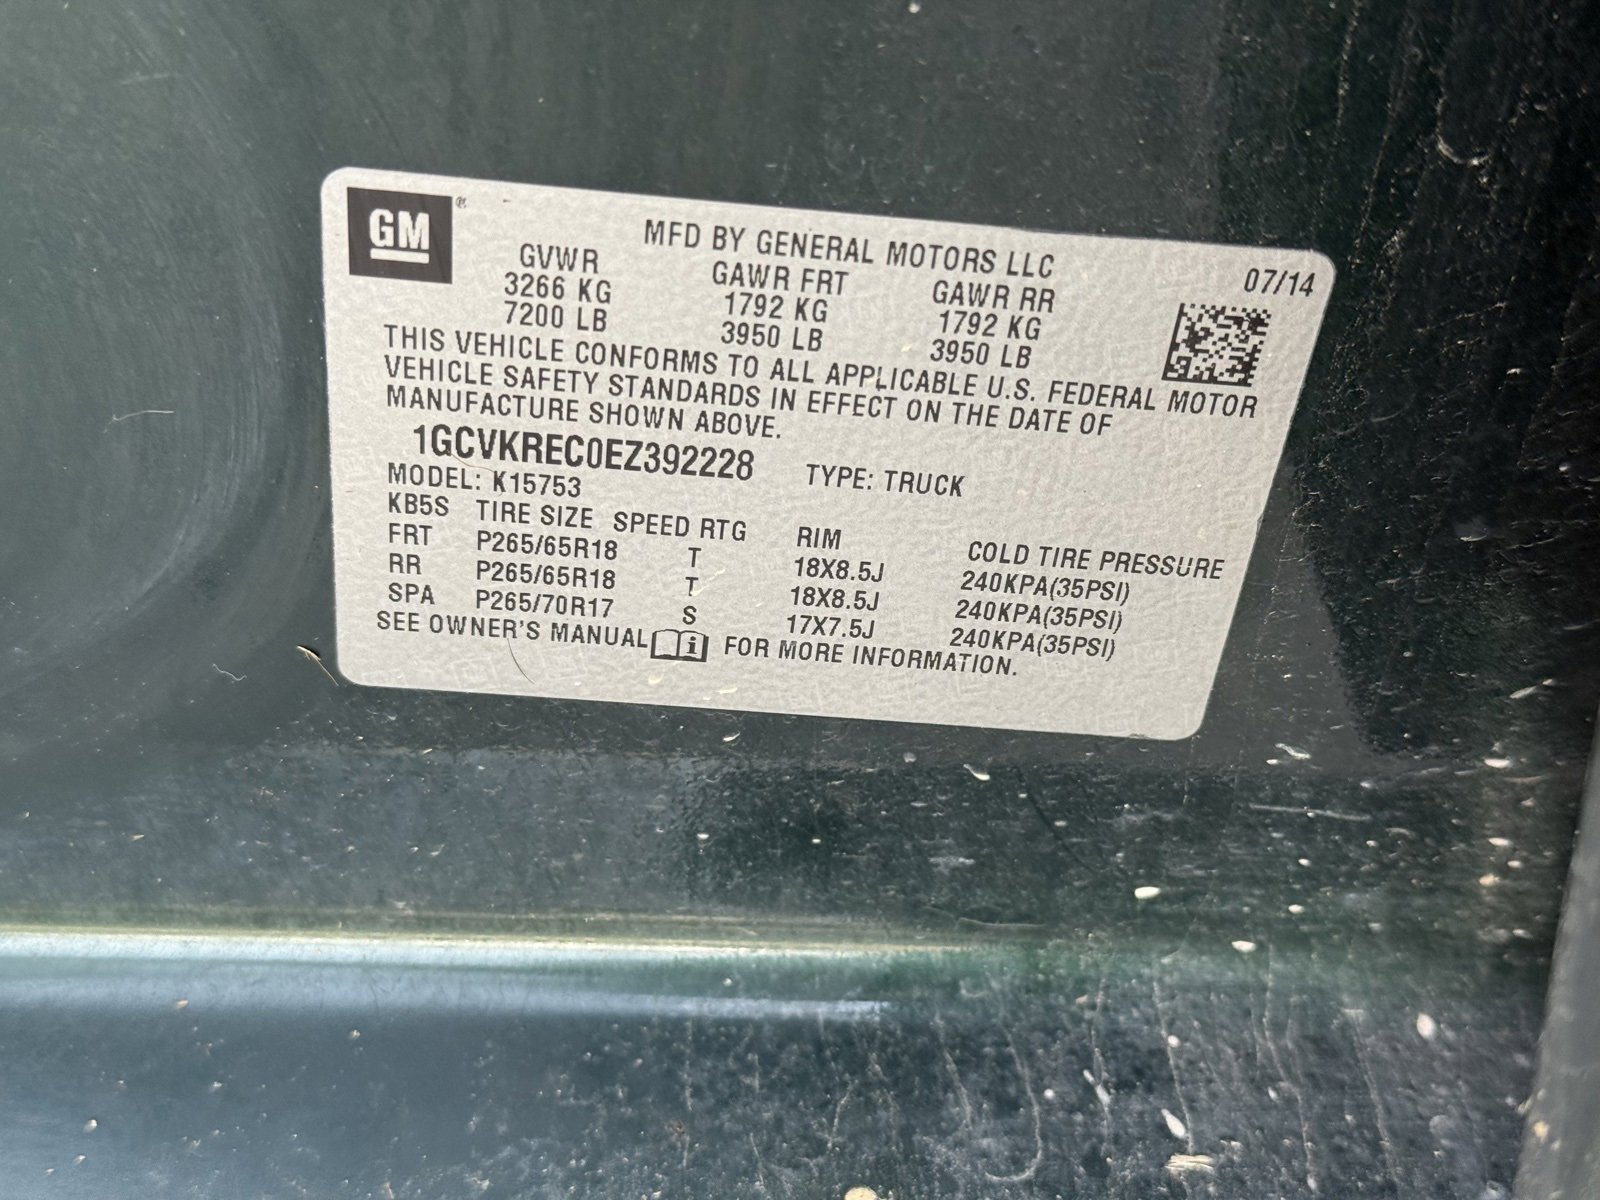 GM®
MFD BY GENERAL MOTORS LLC
07/14
GVWR GAWR FRT GAWR RR
3266 KG 1792 KG 1792 KG
7200 LB 3950 LB 3950 LB
THIS VEHICLE CONFORMS TO ALL APPLICABLE U.S. FEDERAL MOTOR
VEHICLE SAFETY STANDARDS IN EFFECT ON THE DATE OF
MANUFACTURE SHOWN ABOVE.
1GCVKREC0EZ392228 TYPE: TRUCK
MODEL: K15753
KB5S TIRE SIZE SPEED RTG RIM COLD TIRE PRESSURE
FRT P265/65R18 T 18X8.5J 240KPA(35PSI)
RR P265/65R18 T 18X8.5J 240KPA(35PSI)
SPA P265/70R17 S 17X7.5J 240KPA(35PSI)
SEE OWNER'S MANUAL i FOR MORE INFORMATION.